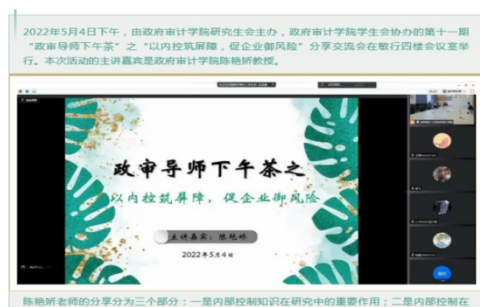 2022年5月4日下午，由政府审计学院研究生会主办，政府审计学院学生会协办的第十一期
“政审导师下午茶”之“以内控筑屏障，促企业御风险”分享交流会在敏行四楼会议室举
行。本次活动的主讲嘉宾是政府审计学院陈艳娇教授。
政审导师下午茶之
以内控筑屏障，促企业御风险
主讲嘉宾：陈艳娇
2022年5月4日
陈艳娇老师的分享分为三个部分：一是内部控制知识在研究中的重要作用；二是内部控制在